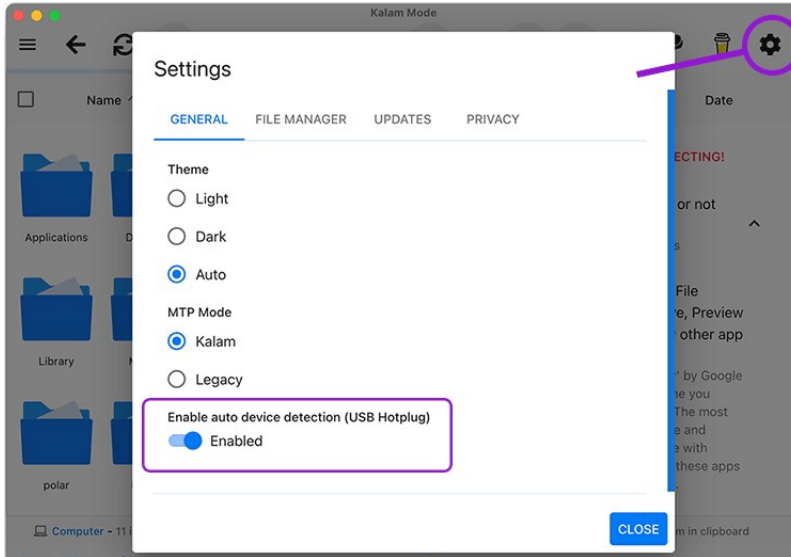 Kalam Mode
Settings
Name
Date
GENERAL FILE MANAGER UPDATES PRIVACY
Theme
Light
Dark
Auto
MTP Mode
Kalam
Legacy
Enable auto device detection (USB Hotplug)
Enabled
CLOSE
Applications
Library
polar
Computer - 11
ECTING!
or not
File
Preview
other app
by Google
you
The most
and
with
these apps
in clipboard